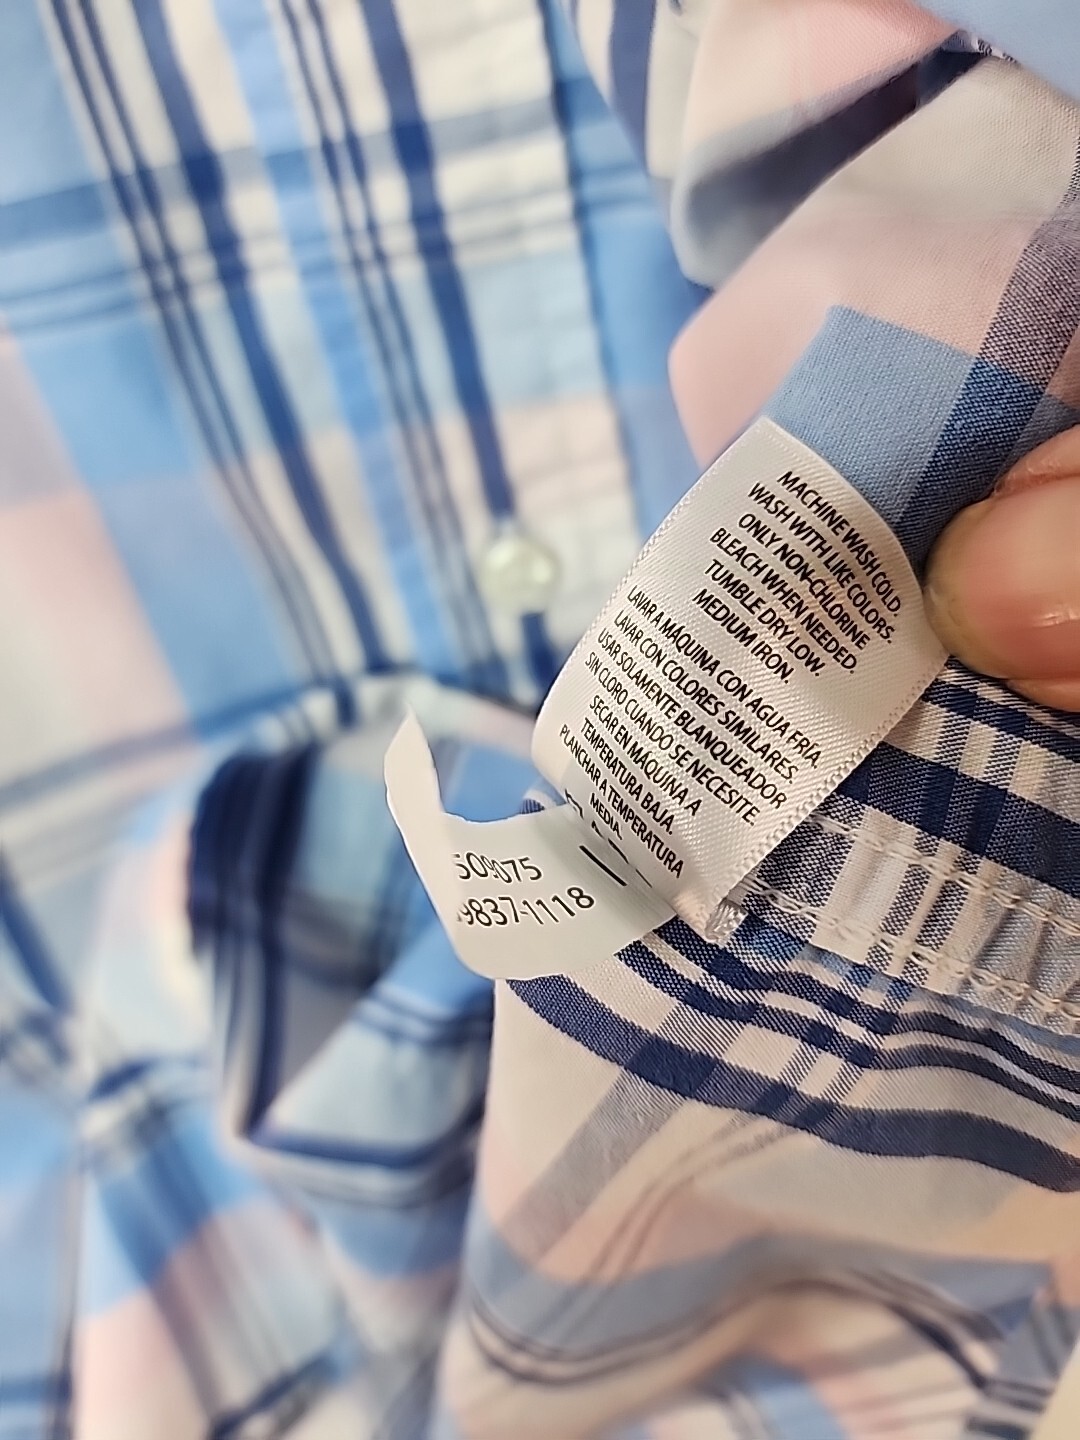 MACHINE WASH COLD.
WASH WITH LIKE COLORS.
ONLY NON-CHLORINE
BLEACH WHEN NEEDED.
TUMBLE DRY LOW.
MEDIUM IRON.
LAVAR A MÁQUINA CON AGUA FRÍA.
LAVAR CON COLORES SIMILARES.
USAR SOLAMENTE BLANQUEADOR
SIN CLORO CUANDO SE NECESITE.
SECAR EN MAQUINA A
TEMPERATURA BAJA.
PLANCHAR A TEMPERATURA
MEDIA.
509075
9837-1118